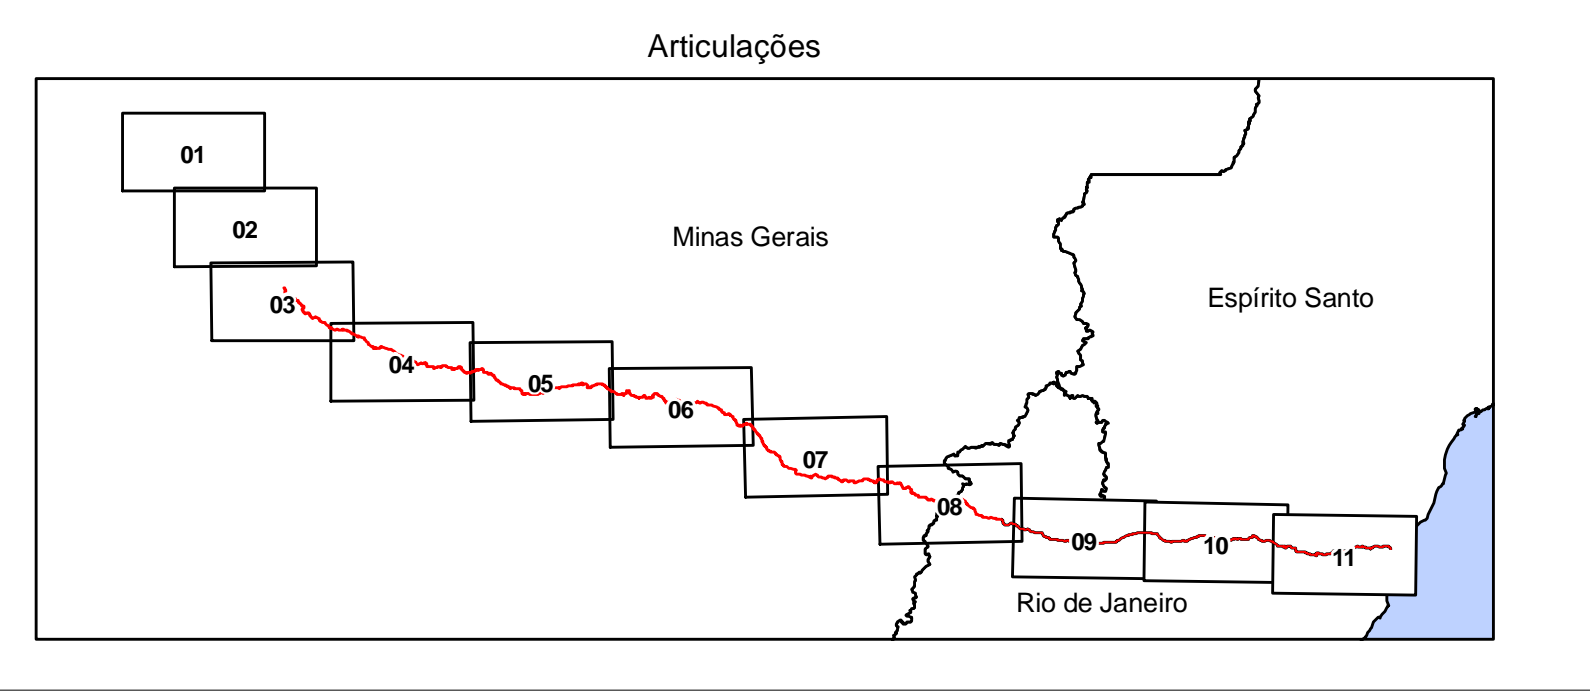 Articulações
01
02
Minas Gerais
Espírito Santo
03
04
05
06
07
08
09
10
11
Rio de Janeiro